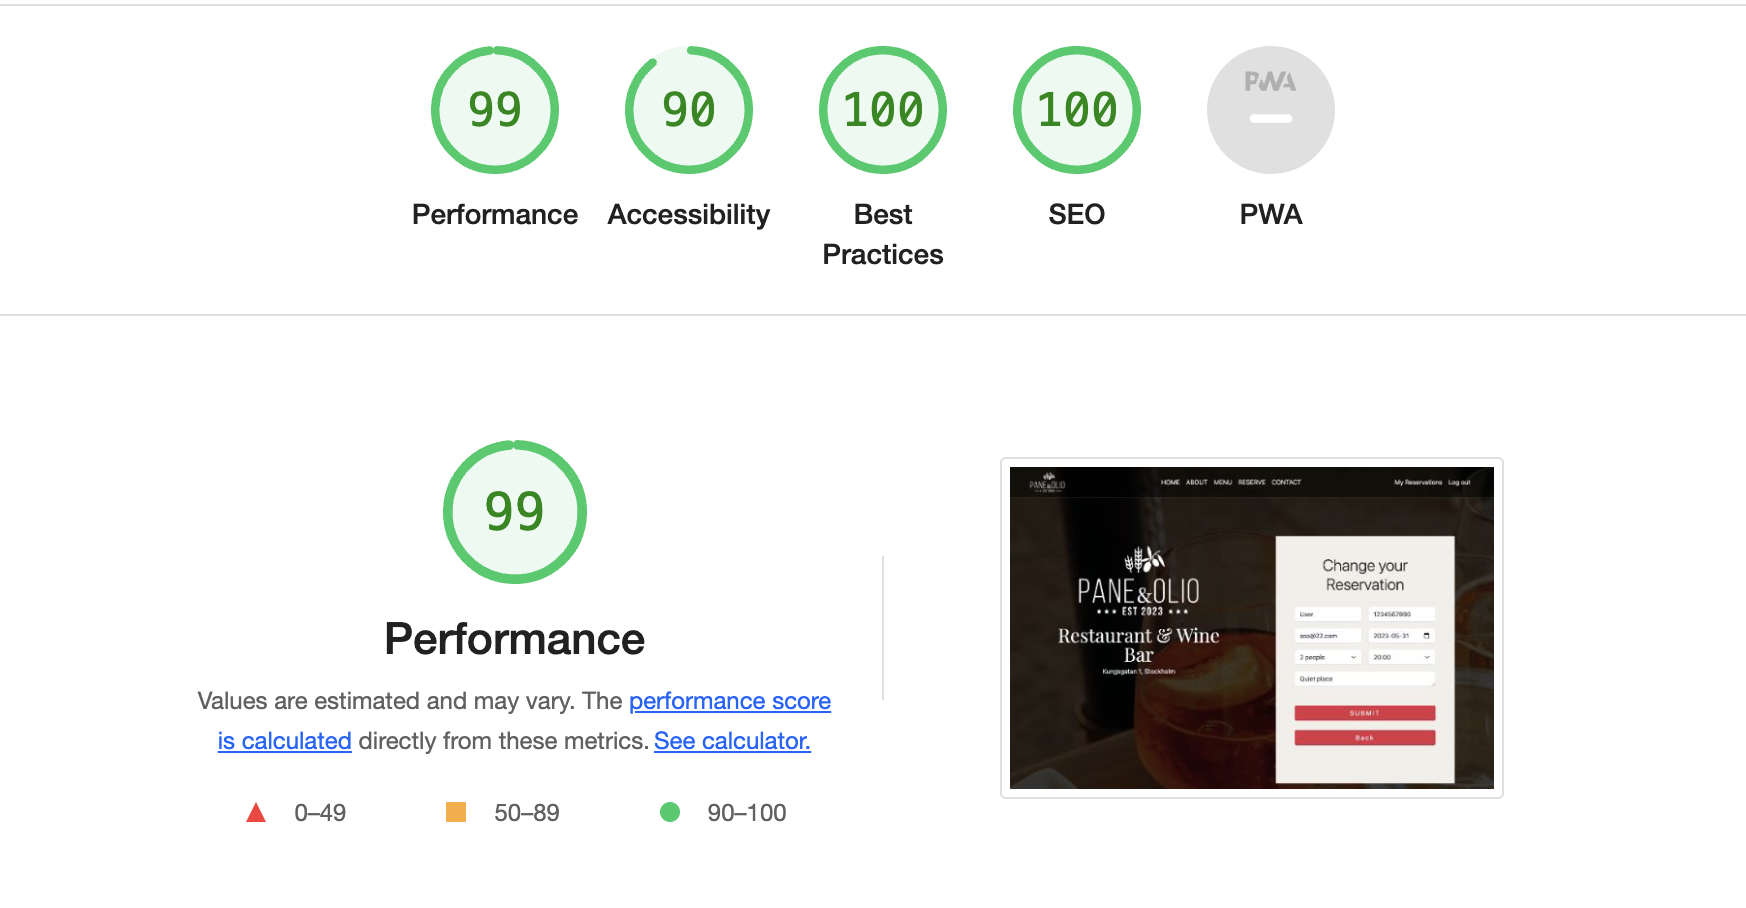 99
90
100
100
PWA
Performance
Accessibility
Best
Practices
SEO
PWA
99
Performance
Values are estimated and may vary. The performance score
is calculated directly from these metrics. See calculator.
0–49
50–89
90–100
PANE&OLIO
HOME ABOUT MENU RESERVE CONTACT
My Reservations Log out
PANE&OLIO
EST 2023
Restaurant & Wine
Bar
Kungsgatan 1, Stockholm
Change your
Reservation
User
1234567890
2023-05-31
2 people
20:00
Quiet place
SUBMIT
Back